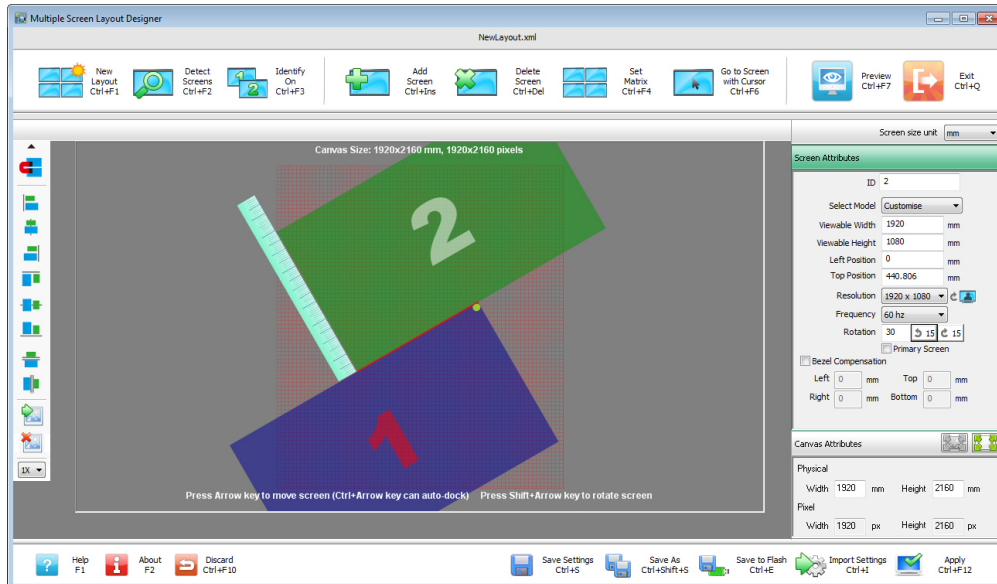 Multiple Screen Layout Designer
NewLayout.xml
New
Layout
Ctrl+F1
Detect
Screens
Ctrl+F2
1
2
Identify
On
Ctrl+F3
Add
Screen
Ctrl+Ins
Delete
Screen
Ctrl+Del
Set
Matrix
Ctrl+F4
Go to Screen
with Cursor
Ctrl+F6
Preview
Ctrl+F7
Exit
Ctrl+Q
Screen size unit mm
Canvas Size: 1920x2160 mm, 1920x2160 pixels
2
1
Press Arrow key to move screen (Ctrl+Arrow key can auto-dock) Press Shift+Arrow key to rotate screen
1X
Screen Attributes
ID 2
Select Model Customise
Viewable Width 1920 mm
Viewable Height 1080 mm
Left Position 0 mm
Top Position 440.806 mm
Resolution 1920 x 1080
Frequency 60 hz
Rotation 30 15 15
Primary Screen
Bezel Compensation
Left 0 mm Top 0 mm
Right 0 mm Bottom 0 mm
Canvas Attributes
Physical
Width 1920 mm Height 2160 mm
Pixel
Width 1920 px Height 2160 px
?
Help
F1
i
About
F2
Discard
Ctrl+F10
Save Settings
Ctrl+S
Save As
Ctrl+Shift+S
Save to Flash
Ctrl+E
Import Settings
Ctrl+I
Apply
Ctrl+F12